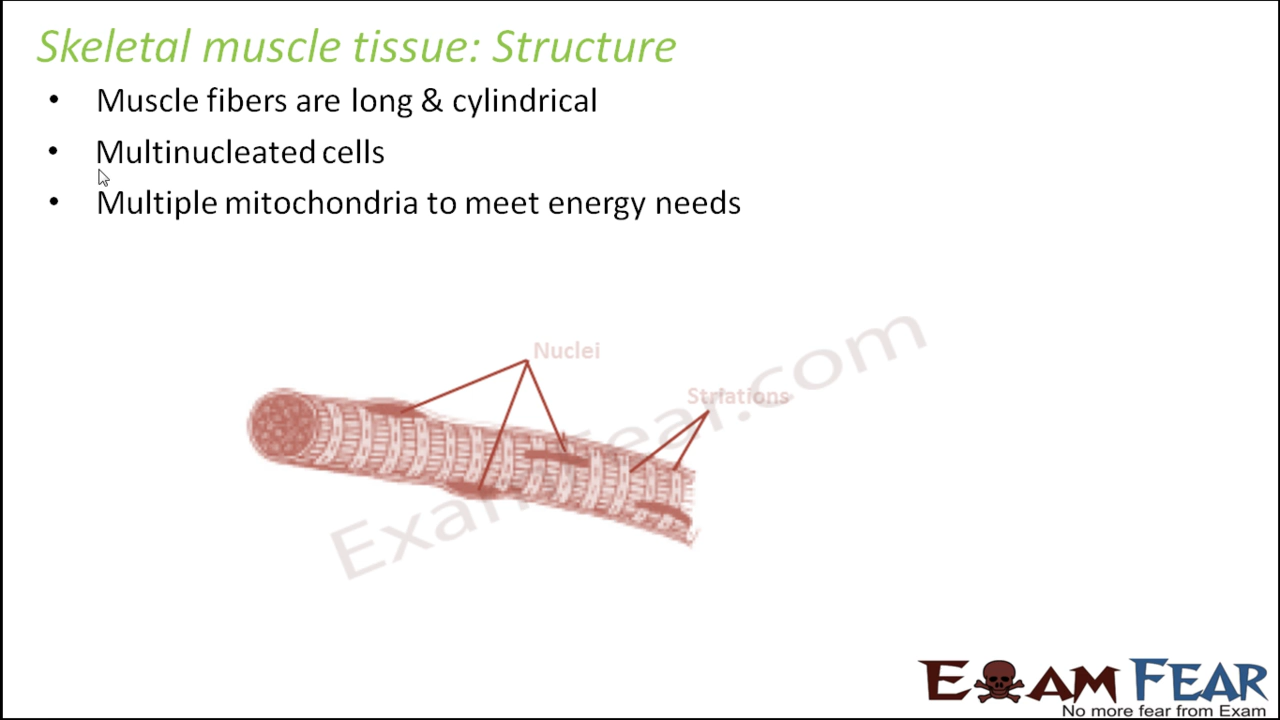 Skeletal muscle tissue: Structure
• Muscle fibers are long & cylindrical
• Multinucleated cells
• Multiple mitochondria to meet energy needs
Nuclei
Striations
ExamFear.com
EXAM FEAR
No more fear from Exam